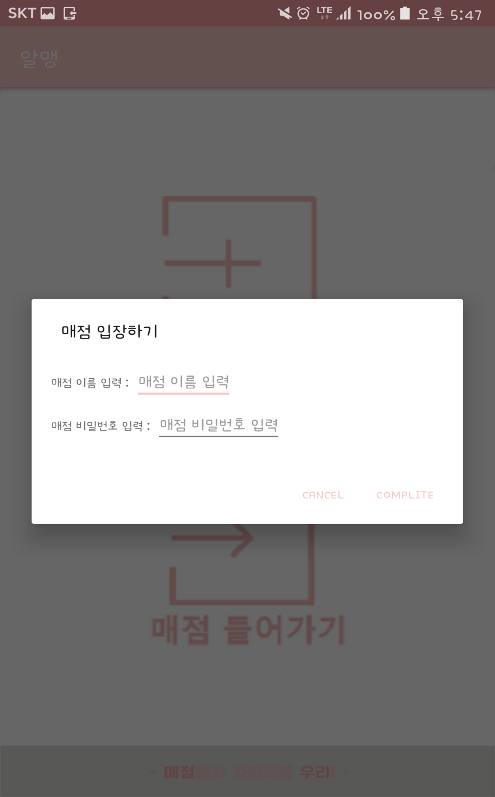 SKT LTE 100% 오후 5:47
알맹
매점 입장하기
매점 이름 입력 : 매점 이름 입력
매점 비밀번호 입력 : 매점 비밀번호 입력
CANCEL COMPLITE
매점 들어가기
- 매점 우리 -